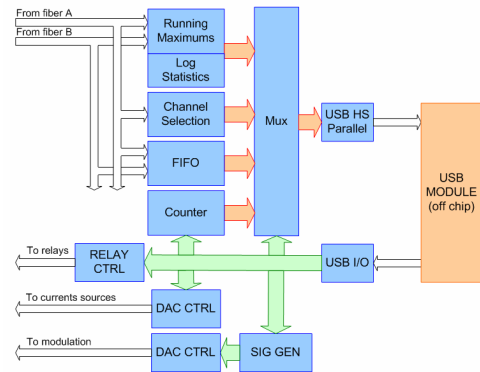 From fiber A
From fiber B
Running
Maximums
Log
Statistics
Channel
Selection
FIFO
Counter
Mux
USB HS
Parallel
USB
MODULE
(off chip)
To relays
RELAY
CTRL
USB I/O
To currents sources
DAC CTRL
To modulation
DAC CTRL
SIG GEN